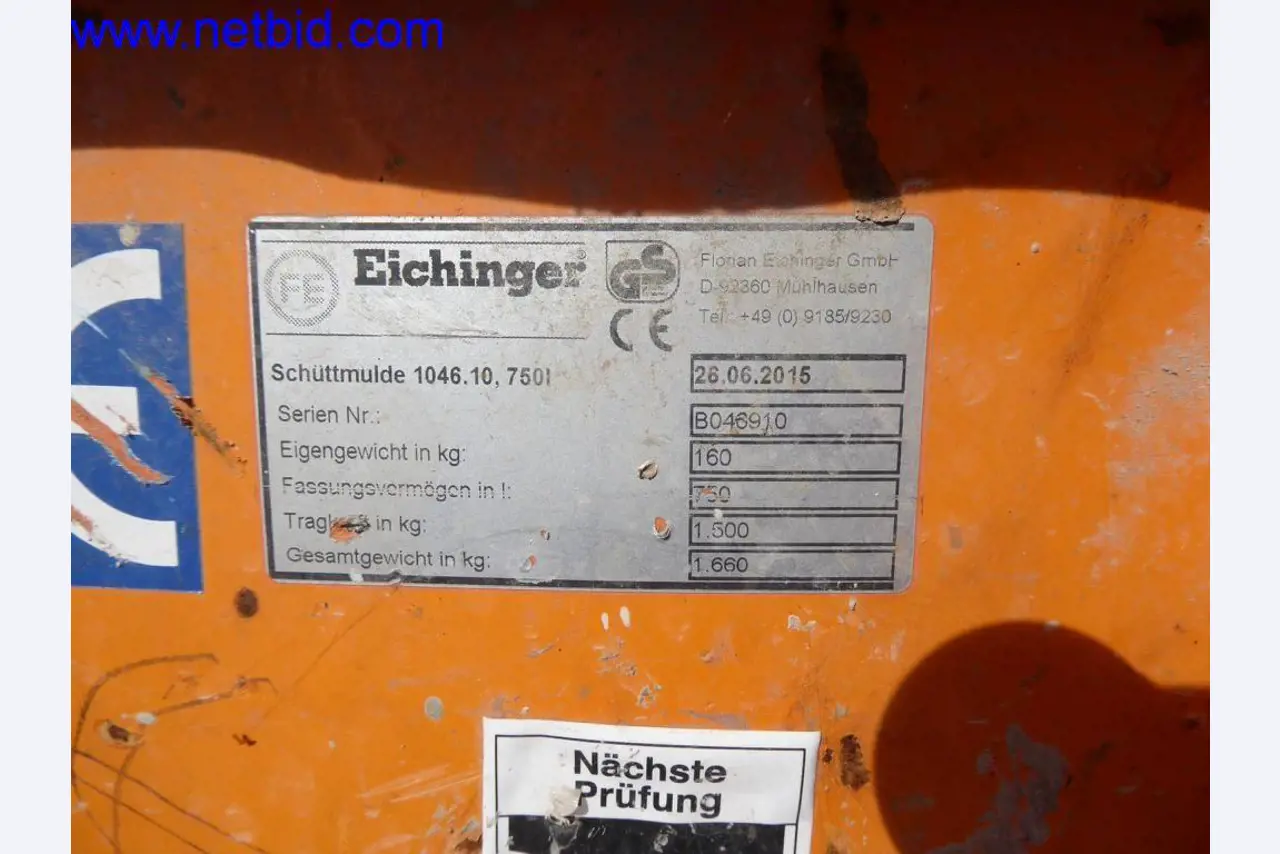 www.netbid.com
FE Eichinger® GS
CE
Florian Eichinger GmbH
D-92360 Mühlhausen
Tel.: +49 (0) 9185/9230
Schüttmulde 1046.10, 750l 26.06.2015
Serien Nr.: B046910
Eigengewicht in kg: 160
Fassungsvermögen in l: 750
Tragkraft in kg: 1.500
Gesamtgewicht in kg: 1.660
Nächste
Prüfung